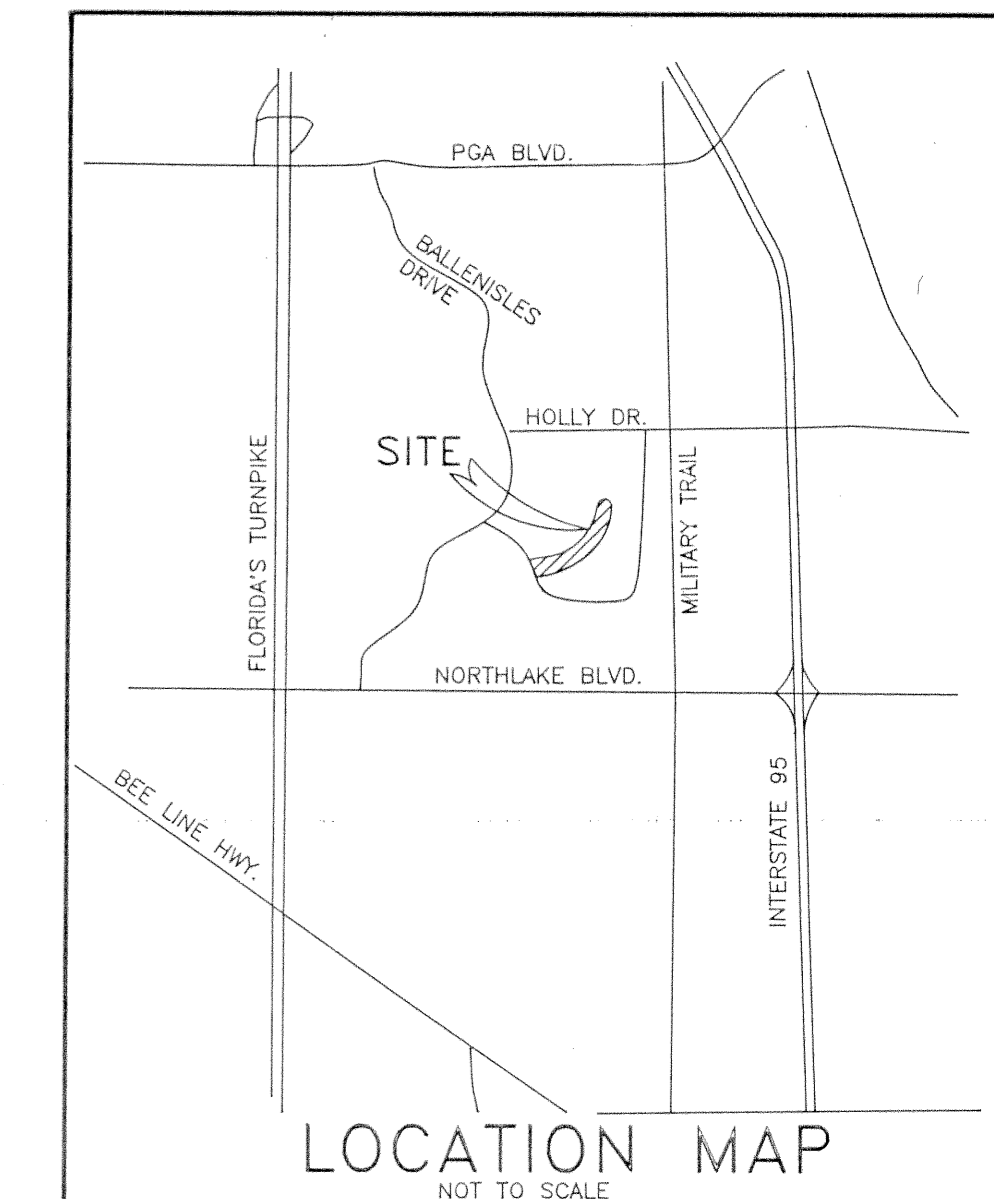 PGA BLVD.
BALLENISLES
DRIVE
HOLLY DR.
SITE
FLORIDA'S TURNPIKE
MILITARY TRAIL
NORTHLAKE BLVD.
BEE LINE HWY.
INTERSTATE 95
LOCATION MAP
NOT TO SCALE